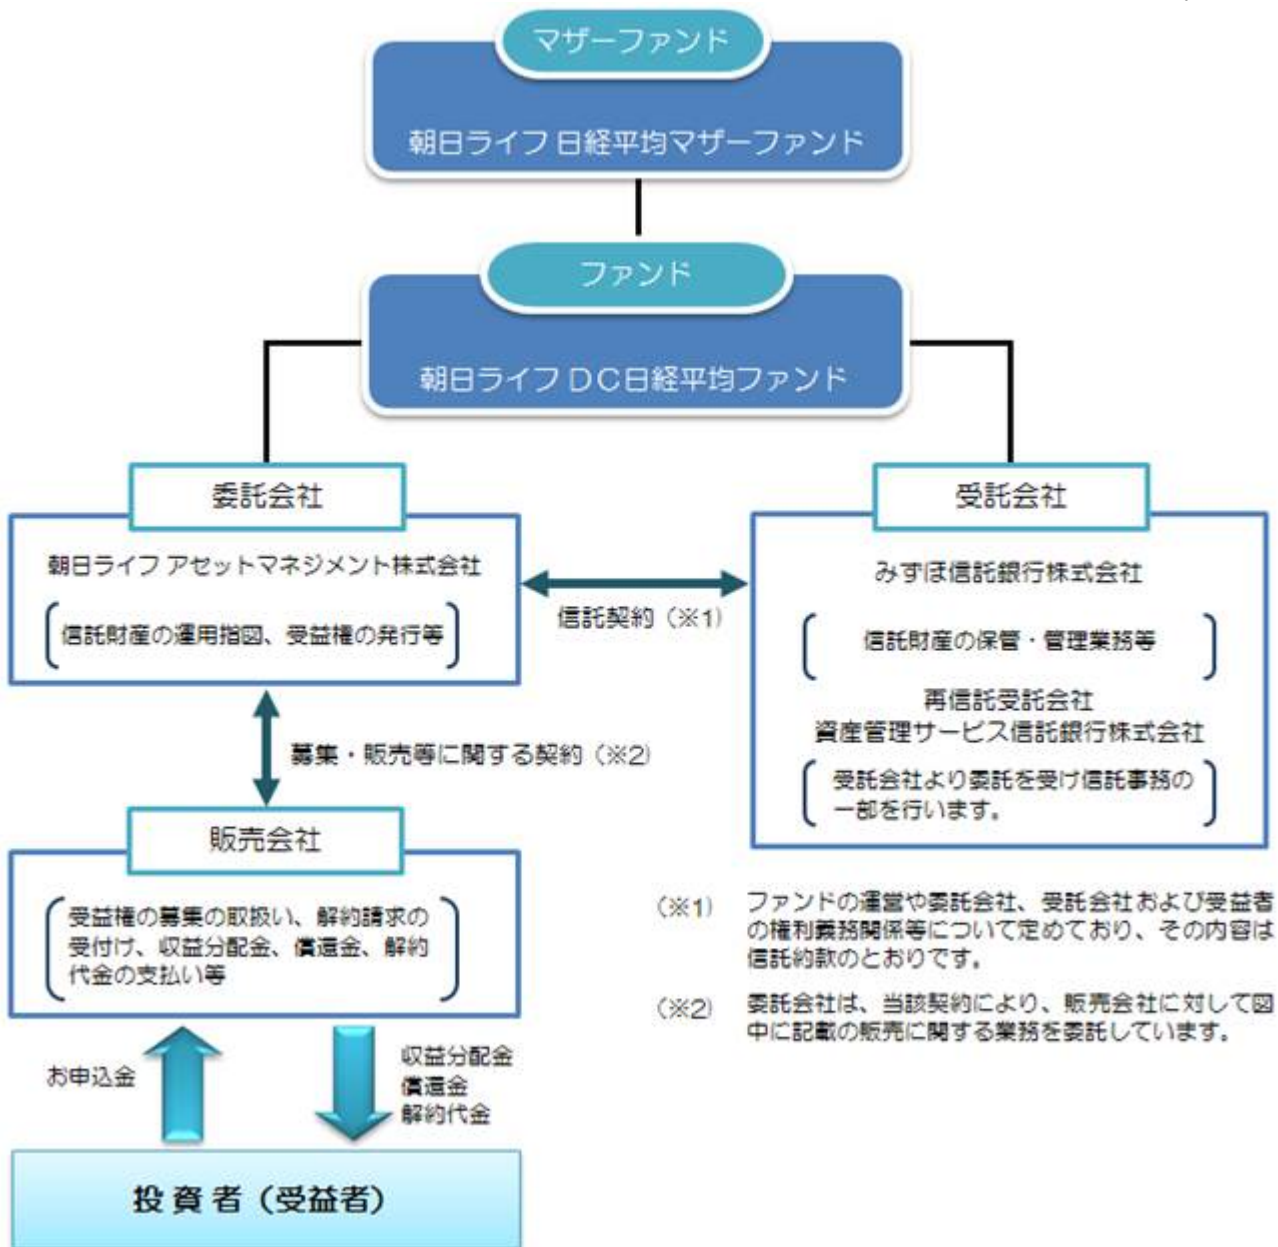 マザーファンド
朝日ライフ 日経平均マザーファンド
ファンド
朝日ライフ DC日経平均ファンド
委託会社
朝日ライフ アセットマネジメント株式会社
信託財産の運用指図、受益権の発行等
信託契約（※1）
受託会社
みずほ信託銀行株式会社
信託財産の保管・管理業務等
再信託受託会社
資産管理サービス信託銀行株式会社
受託会社より委託を受け信託事務の
一部を行います。
募集・販売等に関する契約（※2）
販売会社
受益権の募集の取扱い、解約請求の
受付け、収益分配金、償還金、解約
代金の支払い等
（※1） ファンドの運営や委託会社、受託会社および受益者
の権利義務関係等について定めており、その内容は
信託約款のとおりです。
（※2） 委託会社は、当該契約により、販売会社に対して図
中に記載の販売に関する業務を委託しています。
お申込金
収益分配金
償還金
解約代金
投資者（受益者）